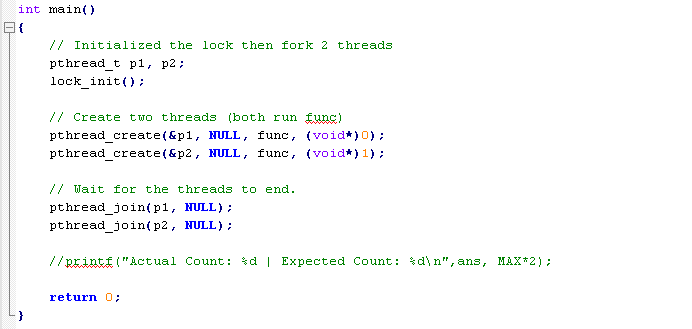 int main()
{
// Initialized the lock then fork 2 threads
pthread_t p1, p2;
lock_init();
// Create two threads (both run func)
pthread_create(&p1, NULL, func, (void*)0);
pthread_create(&p2, NULL, func, (void*)1);
// Wait for the threads to end.
pthread_join(p1, NULL);
pthread_join(p2, NULL);
//printf("Actual Count: %d | Expected Count: %d\n",ans, MAX*2);
return 0;
}